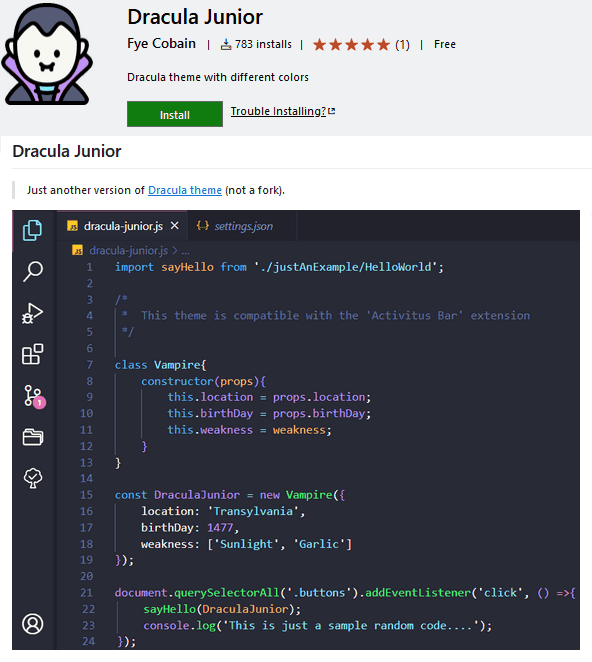 Dracula Junior
Fye Cobain | 783 installs | (1) | Free
Dracula theme with different colors
Install Trouble Installing?
Dracula Junior
Just another version of Dracula theme (not a fork).
JS dracula-junior.js × {..} settings.json
JS dracula-junior.js > ...
1 import sayHello from './justAnExample/HelloWorld';
2
3 /*
4 * This theme is compatible with the 'Activitus Bar' extension
5 */
6
7 class Vampire{
8 constructor(props){
9 this.location = props.location;
10 this.birthDay = props.birthDay;
11 this.weakness = weakness;
12 }
13 }
14
15 const DraculaJunior = new Vampire({
16 location: 'Transylvania',
17 birthDay: 1477,
18 weakness: ['Sunlight', 'Garlic']
19 });
20
21 document.querySelectorAll('.buttons').addEventListener('click', () =>{
22 sayHello(DraculaJunior);
23 console.log('This is just a sample random code....');
24 });
1